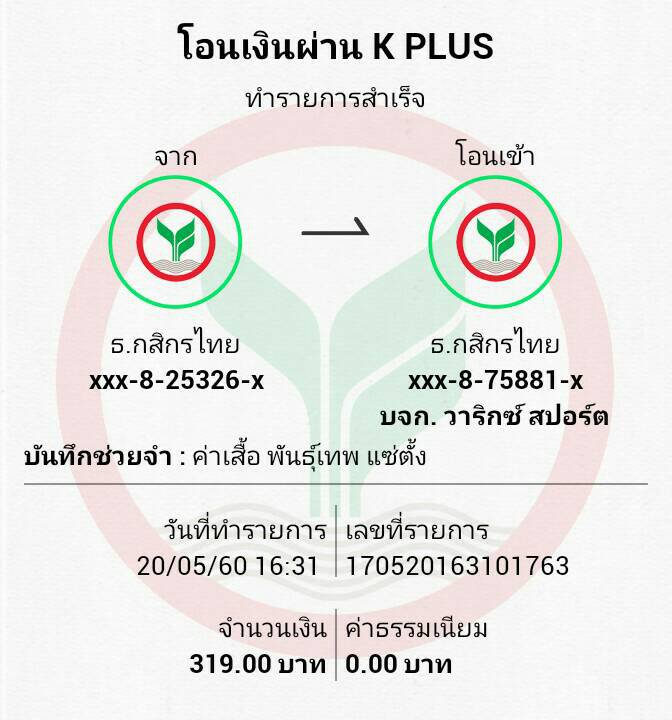 โอนเงินผ่าน K PLUS
ทำรายการสำเร็จ
จาก โอนเข้า
ธ.กสิกรไทย ธ.กสิกรไทย
xxx-8-25326-x xxx-8-75881-x
บจก. วาริกซ์ สปอร์ต
บันทึกช่วยจำ : ค่าเสื้อ พันธุ์เทพ แซ่ตั้ง
วันที่ทำรายการ เลขที่รายการ
20/05/60 16:31 170520163101763
จำนวนเงิน ค่าธรรมเนียม
319.00 บาท 0.00 บาท